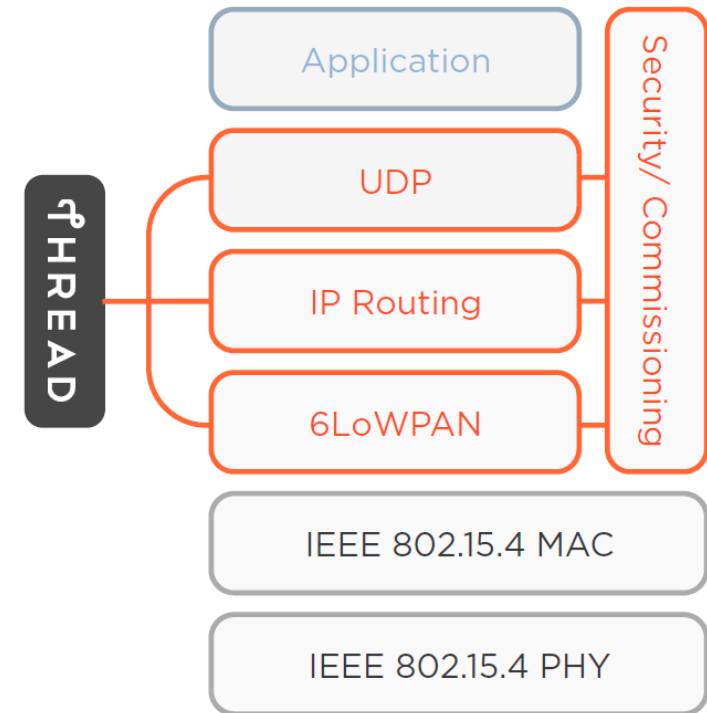 Application
UDP
IP Routing
6LoWPAN
Security/ Commissioning
THREAD
IEEE 802.15.4 MAC
IEEE 802.15.4 PHY